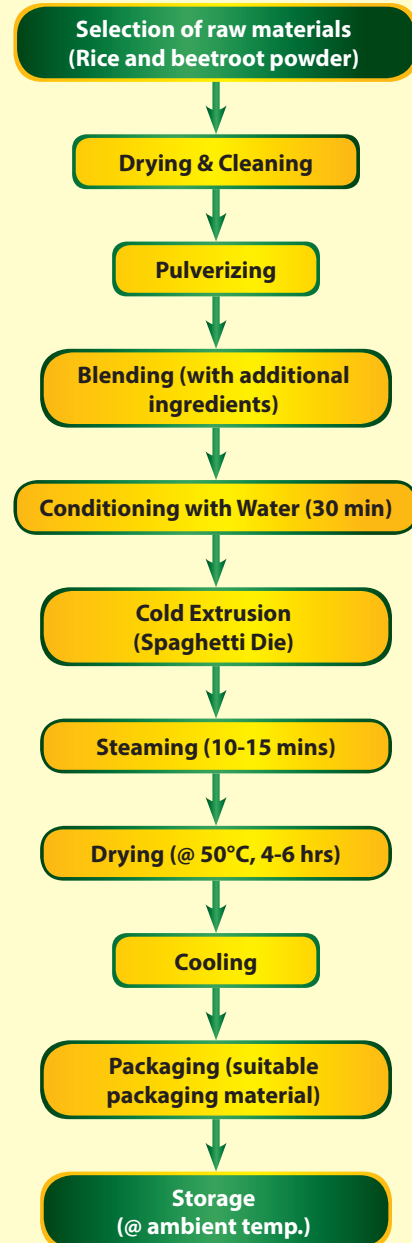 Selection of raw materials
(Rice and beetroot powder)
Drying & Cleaning
Pulverizing
Blending (with additional
ingredients)
Conditioning with Water (30 min)
Cold Extrusion
(Spaghetti Die)
Steaming (10-15 mins)
Drying (@ 50°C, 4-6 hrs)
Cooling
Packaging (suitable
packaging material)
Storage
(@ ambient temp.)